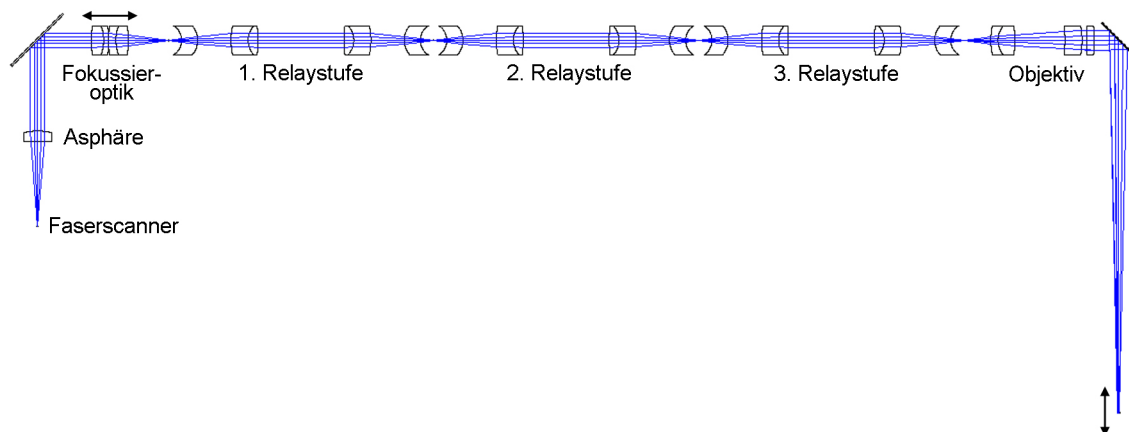 Fokussier-
optik
1. Relaystufe
2. Relaystufe
3. Relaystufe
Objektiv
Asphäre
Faserscanner